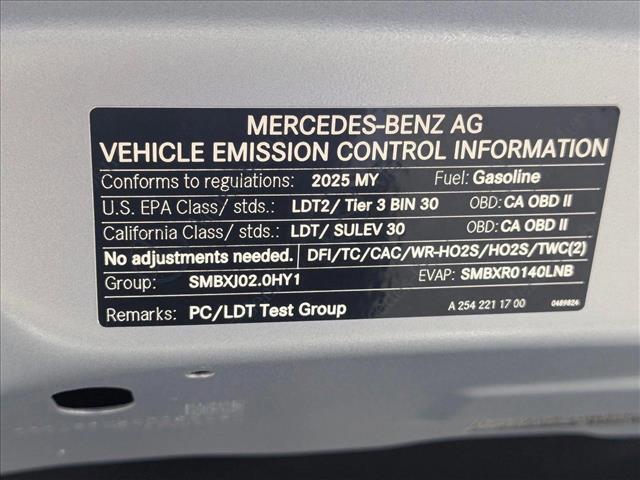 MERCEDES-BENZ AG
VEHICLE EMISSION CONTROL INFORMATION
Conforms to regulations: 2025 MY Fuel: Gasoline
U.S. EPA Class/ stds.: LDT2/ Tier 3 BIN 30 OBD: CA OBD II
California Class/ stds.: LDT/ SULEV 30 OBD: CA OBD II
No adjustments needed. DFI/TC/CAC/WR-HO2S/HO2S/TWC(2)
Group: SMBXJ02.0HY1 EVAP: SMBXR0140LNB
Remarks: PC/LDT Test Group A 254 221 17 00 0489824